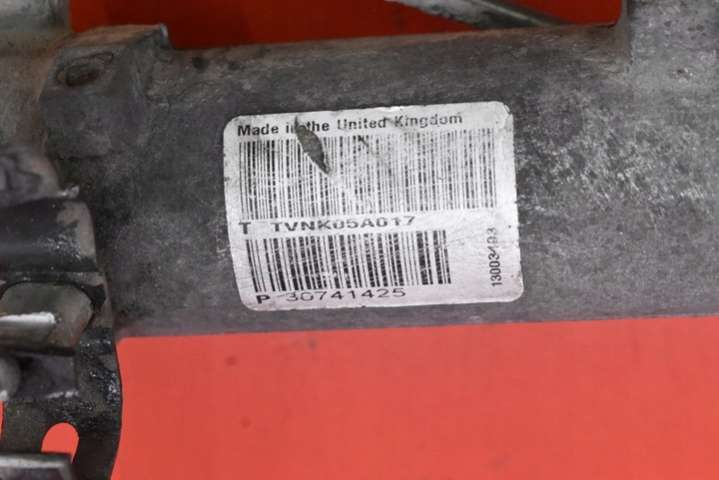 Made in the United Kingdom
T TVNK05A017
P 30741425
13003493